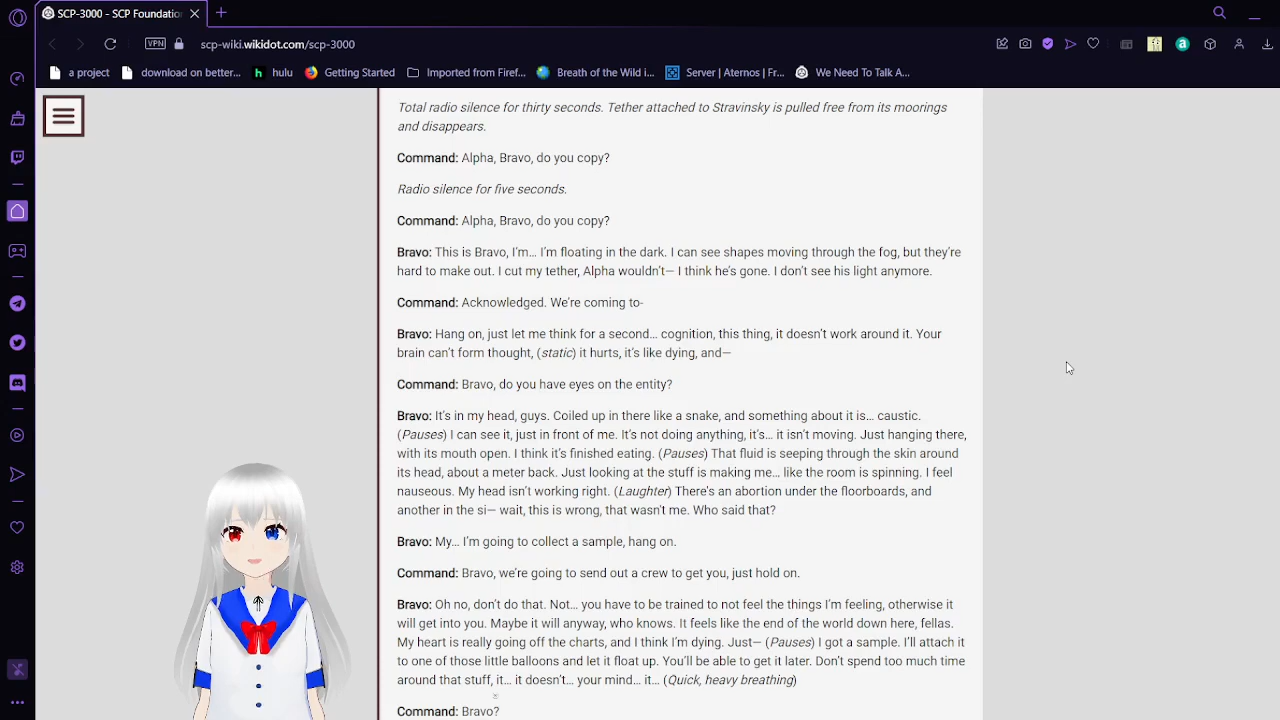 SCP-3000 - SCP Foundation
scp-wiki.wikidot.com/scp-3000
VPN
a project
download on better...
hulu
Getting Started
Imported from Firef...
Breath of the Wild i...
Server | Aternos | Fr...
We Need To Talk A...
Total radio silence for thirty seconds. Tether attached to Stravinsky is pulled free from its moorings
and disappears.
Command: Alpha, Bravo, do you copy?
Radio silence for five seconds.
Command: Alpha, Bravo, do you copy?
Bravo: This is Bravo, I'm… I'm floating in the dark. I can see shapes moving through the fog, but they're
hard to make out. I cut my tether, Alpha wouldn't— I think he's gone. I don't see his light anymore.
Command: Acknowledged. We're coming to-
Bravo: Hang on, just let me think for a second… cognition, this thing, it doesn't work around it. Your
brain can't form thought, (static) it hurts, it's like dying, and—
Command: Bravo, do you have eyes on the entity?
Bravo: It's in my head, guys. Coiled up in there like a snake, and something about it is… caustic.
(Pauses) I can see it, just in front of me. It's not doing anything, it's… it isn't moving. Just hanging there,
with its mouth open. I think it's finished eating. (Pauses) That fluid is seeping through the skin around
its head, about a meter back. Just looking at the stuff is making me… like the room is spinning. I feel
nauseous. My head isn't working right. (Laughter) There's an abortion under the floorboards, and
another in the si— wait, this is wrong, that wasn't me. Who said that?
Bravo: My… I'm going to collect a sample, hang on.
Command: Bravo, we're going to send out a crew to get you, just hold on.
Bravo: Oh no, don't do that. Not… you have to be trained to not feel the things I'm feeling, otherwise it
will get into you. Maybe it will anyway, who knows. It feels like the end of the world down here, fellas.
My heart is really going off the charts, and I think I'm dying. Just— (Pauses) I got a sample. I'll attach it
to one of those little balloons and let it float up. You'll be able to get it later. Don't spend too much time
around that stuff, it… it doesn't… your mind… it… (Quick, heavy breathing)
Command: Bravo?